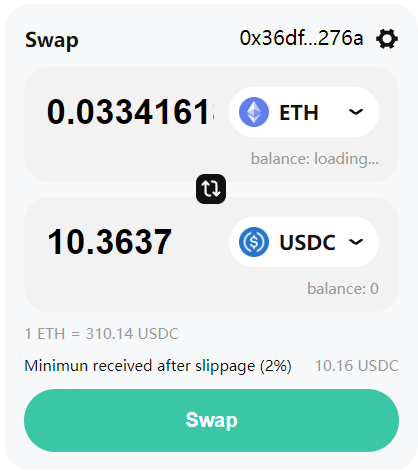 Swap
0x36df...276a
0.0334161
ETH
balance: loading...
10.3637
USDC
balance: 0
1 ETH = 310.14 USDC
Minimun received after slippage (2%)
10.16 USDC
Swap